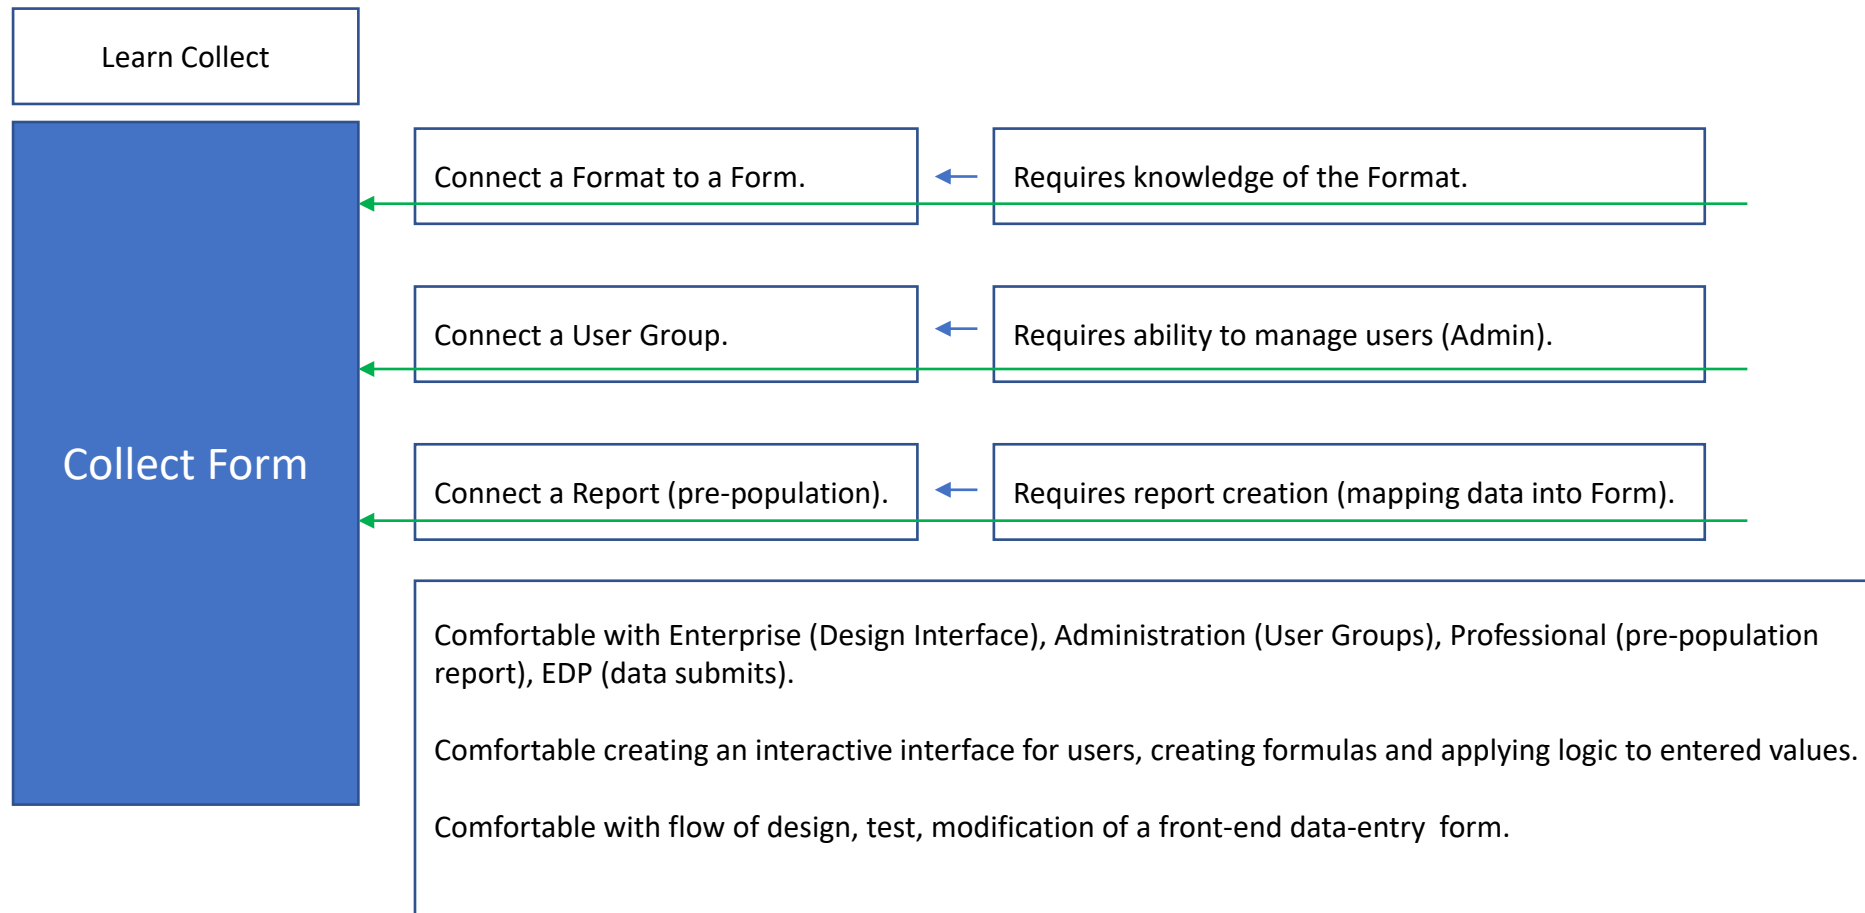 Learn Collect
Connect a Format to a Form.
Requires knowledge of the Format.
Connect a User Group.
Requires ability to manage users (Admin).
Collect Form
Connect a Report (pre-population).
Requires report creation (mapping data into Form).
Comfortable with Enterprise (Design Interface), Administration (User Groups), Professional (pre-population
report), EDP (data submits).
Comfortable creating an interactive interface for users, creating formulas and applying logic to entered values.
Comfortable with flow of design, test, modification of a front-end data-entry  form.